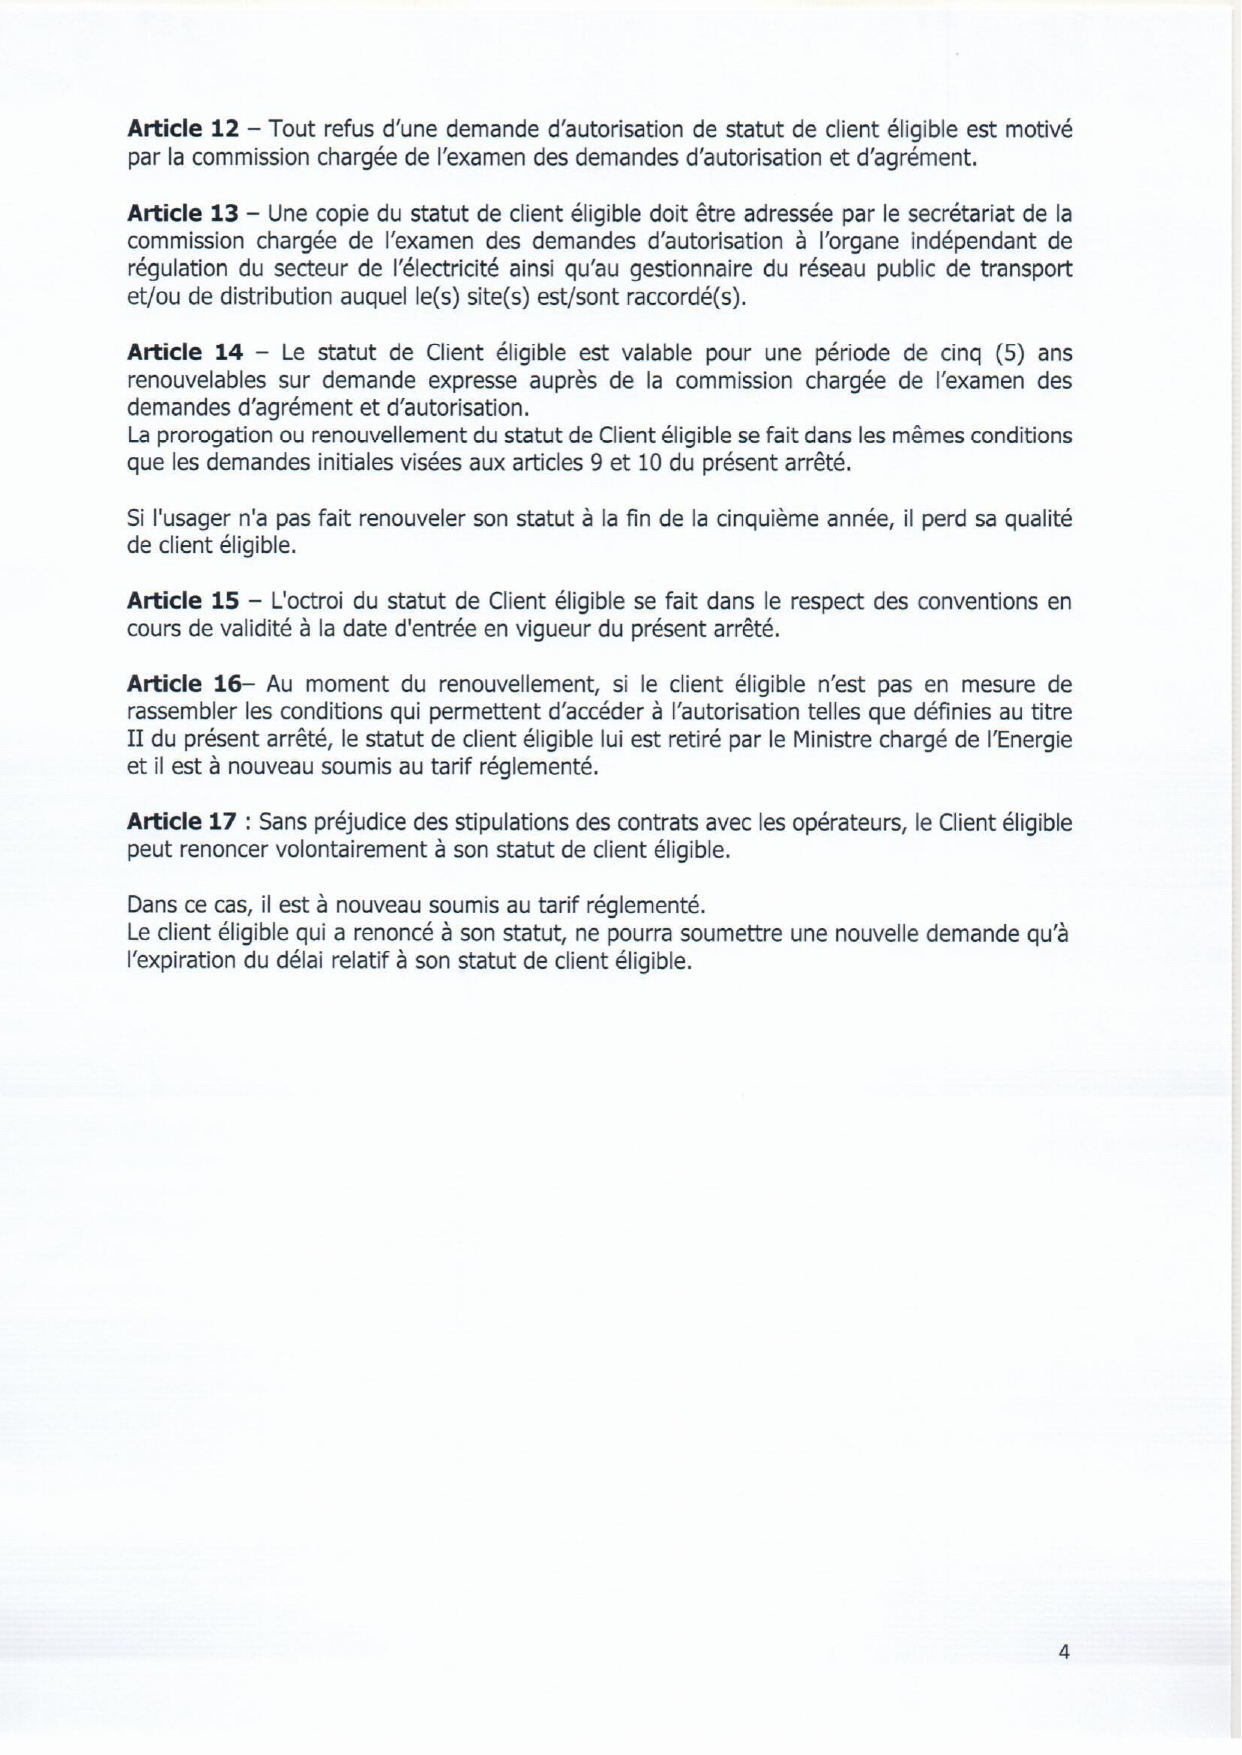 Article 12 – Tout refus d'une demande d'autorisation de statut de client éligible est motivé
par la commission chargée de l'examen des demandes d'autorisation et d'agrément.
Article 13 – Une copie du statut de client éligible doit être adressée par le secrétariat de la
commission chargée de l'examen des demandes d'autorisation à l'organe indépendant de
régulation du secteur de l'électricité ainsi qu'au gestionnaire du réseau public de transport
et/ou de distribution auquel le(s) site(s) est/sont raccordé(s).
Article 14 – Le statut de Client éligible est valable pour une période de cinq (5) ans
renouvelables sur demande expresse auprès de la commission chargée de l'examen des
demandes d'agrément et d'autorisation.
La prorogation ou renouvellement du statut de Client éligible se fait dans les mêmes conditions
que les demandes initiales visées aux articles 9 et 10 du présent arrêté.
Si l'usager n'a pas fait renouveler son statut à la fin de la cinquième année, il perd sa qualité
de client éligible.
Article 15 – L'octroi du statut de Client éligible se fait dans le respect des conventions en
cours de validité à la date d'entrée en vigueur du présent arrêté.
Article 16– Au moment du renouvellement, si le client éligible n'est pas en mesure de
rassembler les conditions qui permettent d'accéder à l'autorisation telles que définies au titre
II du présent arrêté, le statut de client éligible lui est retiré par le Ministre chargé de l'Energie
et il est à nouveau soumis au tarif réglementé.
Article 17 : Sans préjudice des stipulations des contrats avec les opérateurs, le Client éligible
peut renoncer volontairement à son statut de client éligible.
Dans ce cas, il est à nouveau soumis au tarif réglementé.
Le client éligible qui a renoncé à son statut, ne pourra soumettre une nouvelle demande qu'à
l'expiration du délai relatif à son statut de client éligible.
4